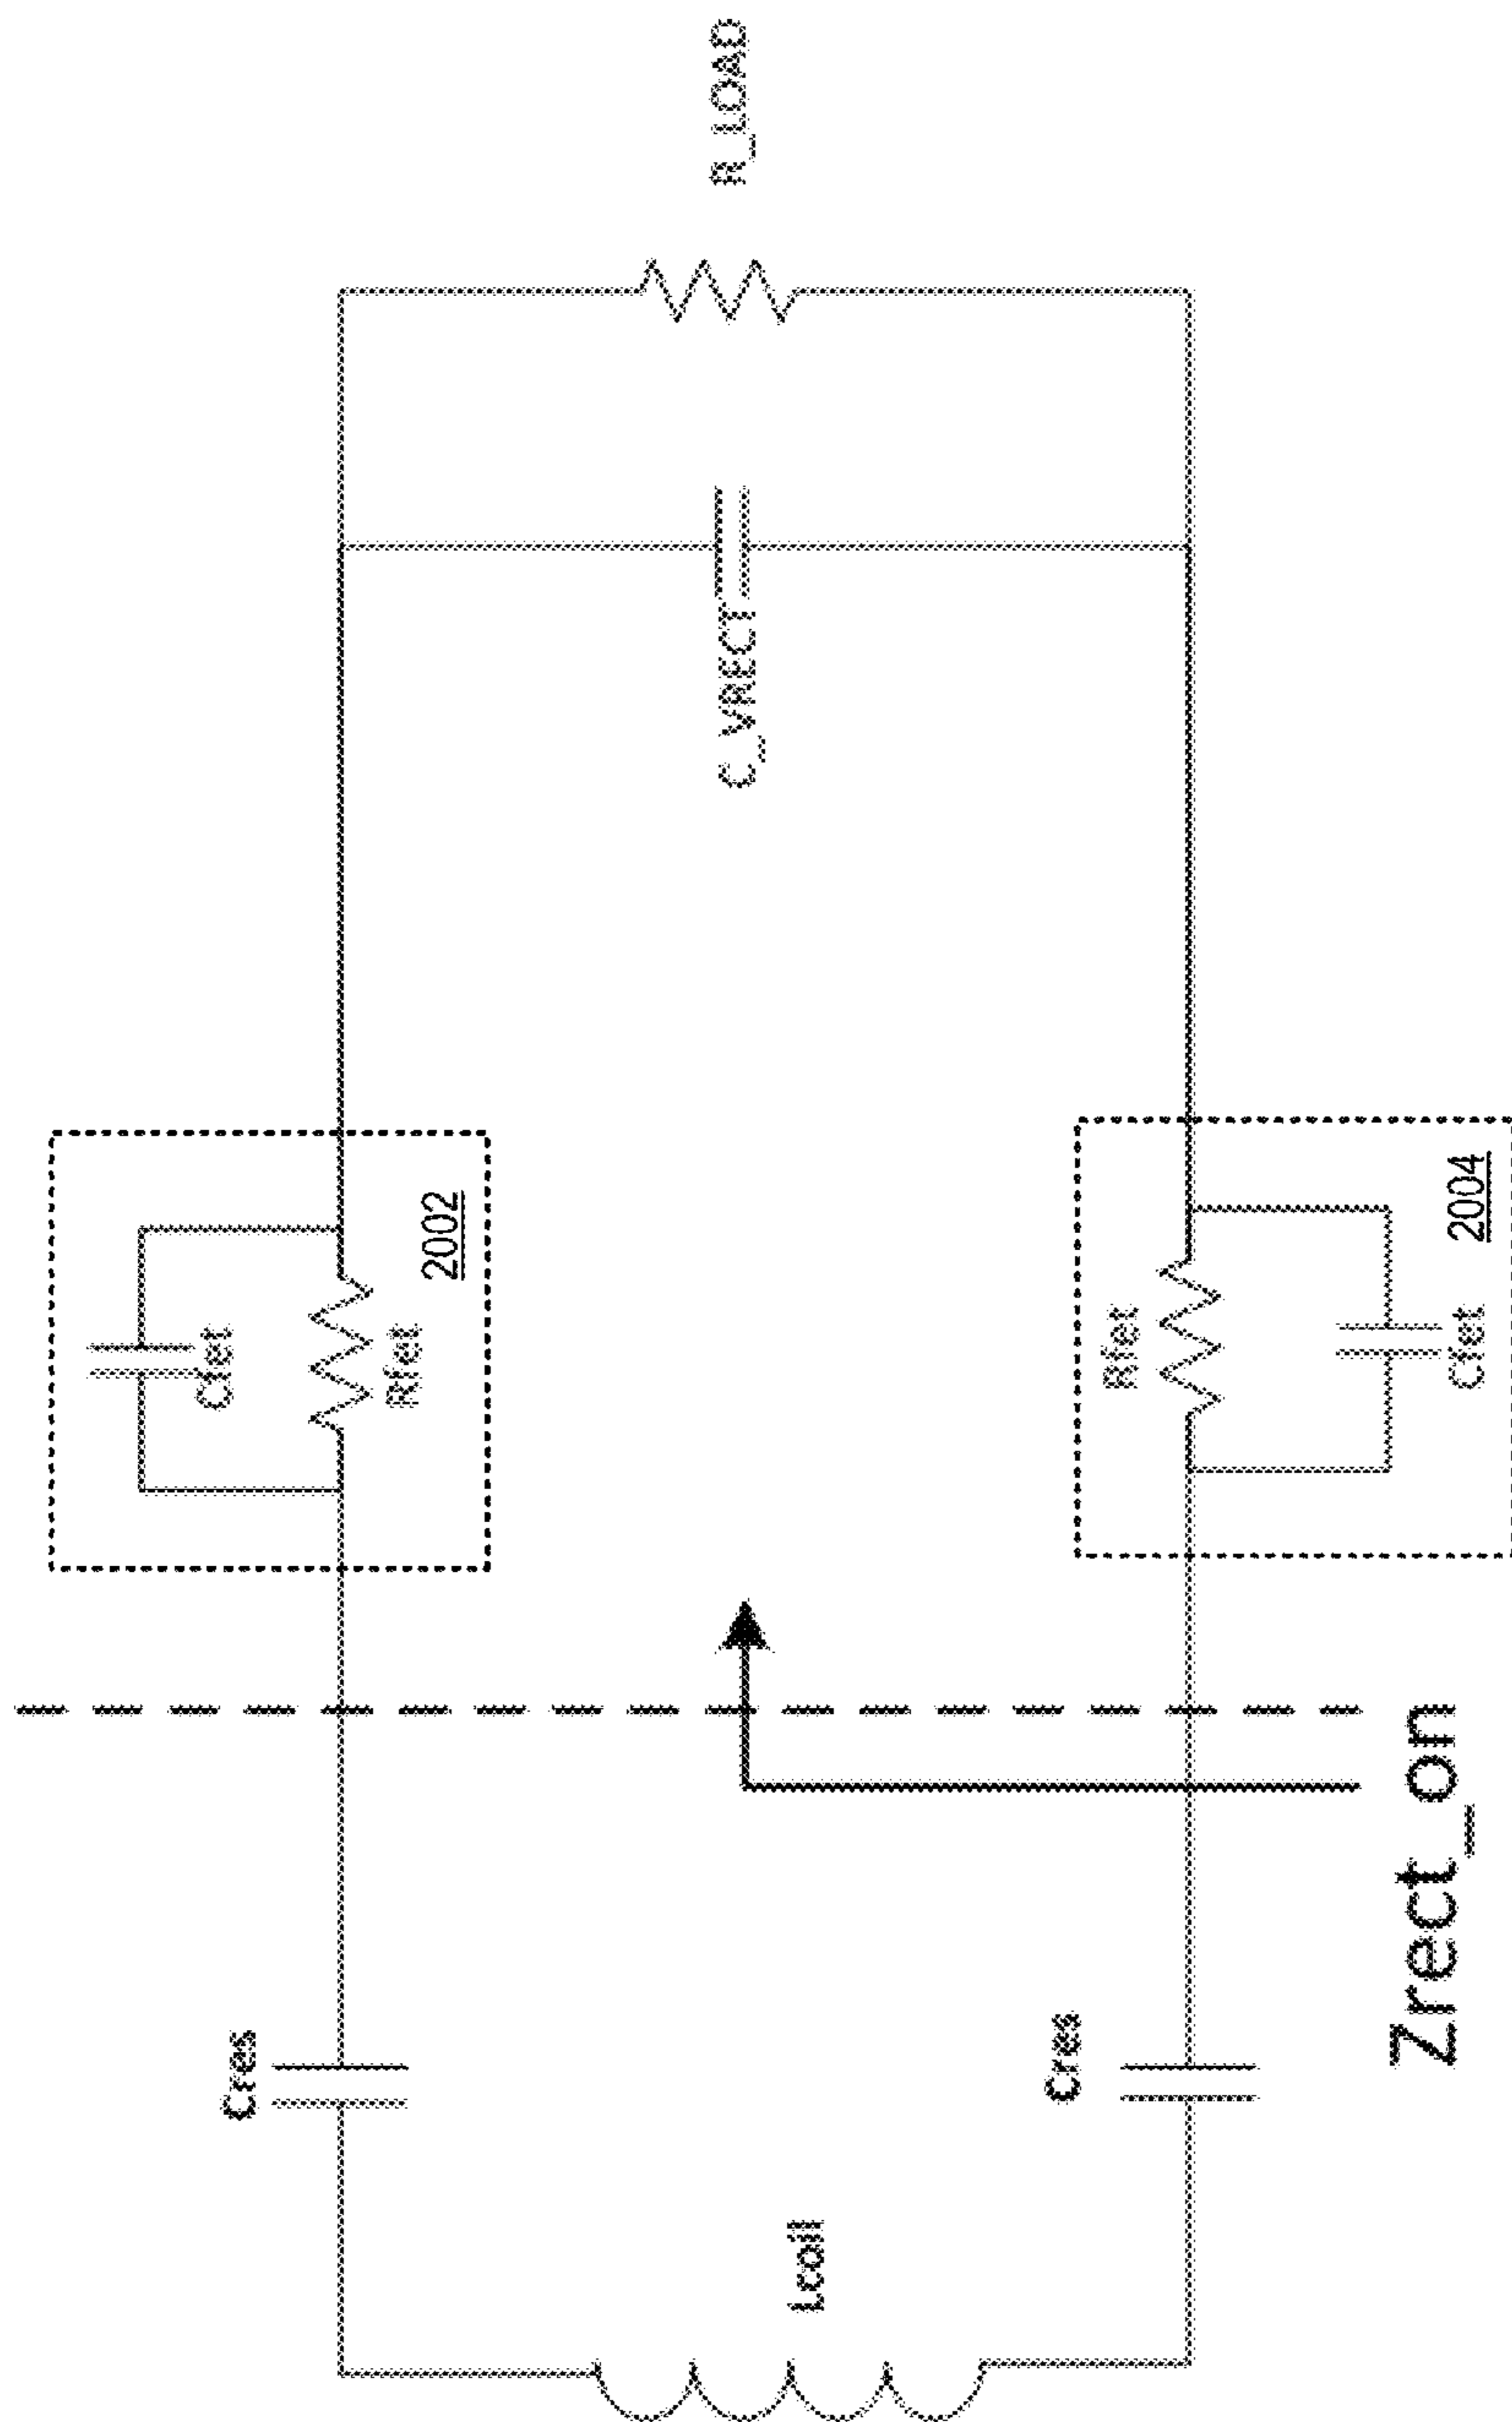 Cres
Lcoil
Cres
Zrect_on
Cfet
Rfet
2002
Rfet
Cfet
2004
C_VRECT
R_LOAD